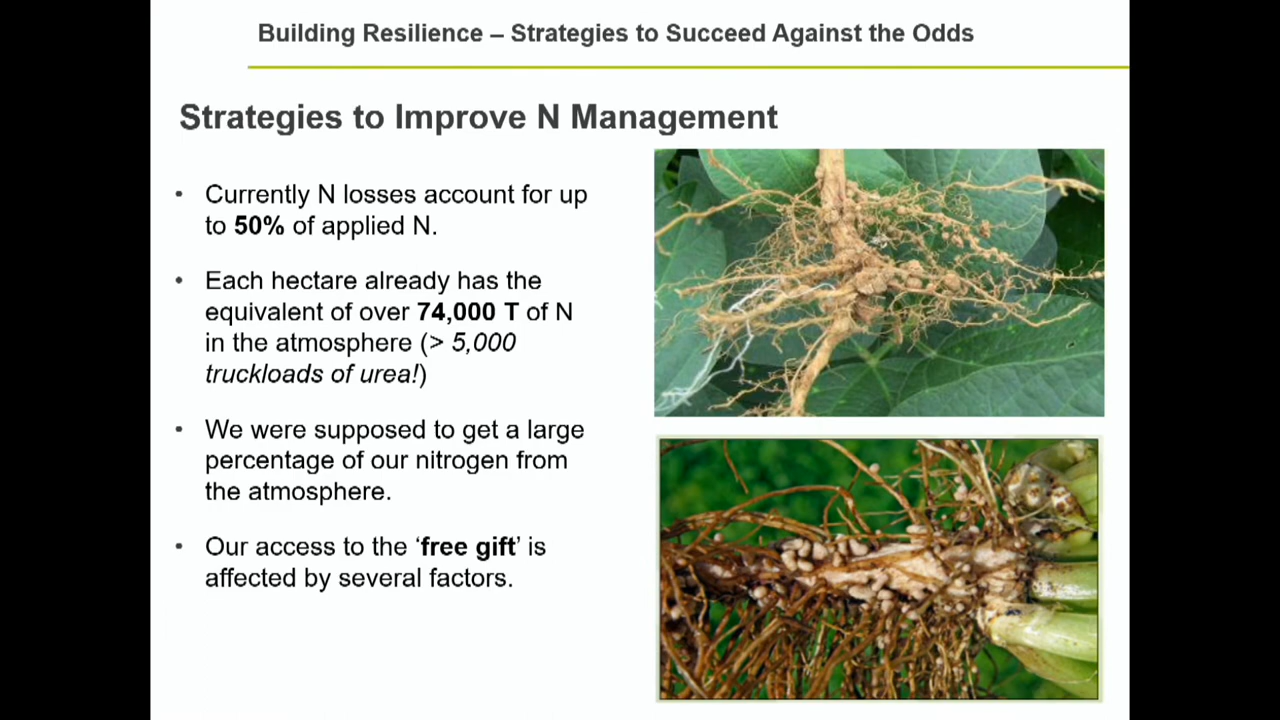 Building Resilience – Strategies to Succeed Against the Odds
Strategies to Improve N Management
• Currently N losses account for up
to 50% of applied N.
• Each hectare already has the
equivalent of over 74,000 T of N
in the atmosphere (> 5,000
truckloads of urea!)
• We were supposed to get a large
percentage of our nitrogen from
the atmosphere.
• Our access to the ‘free gift’ is
affected by several factors.